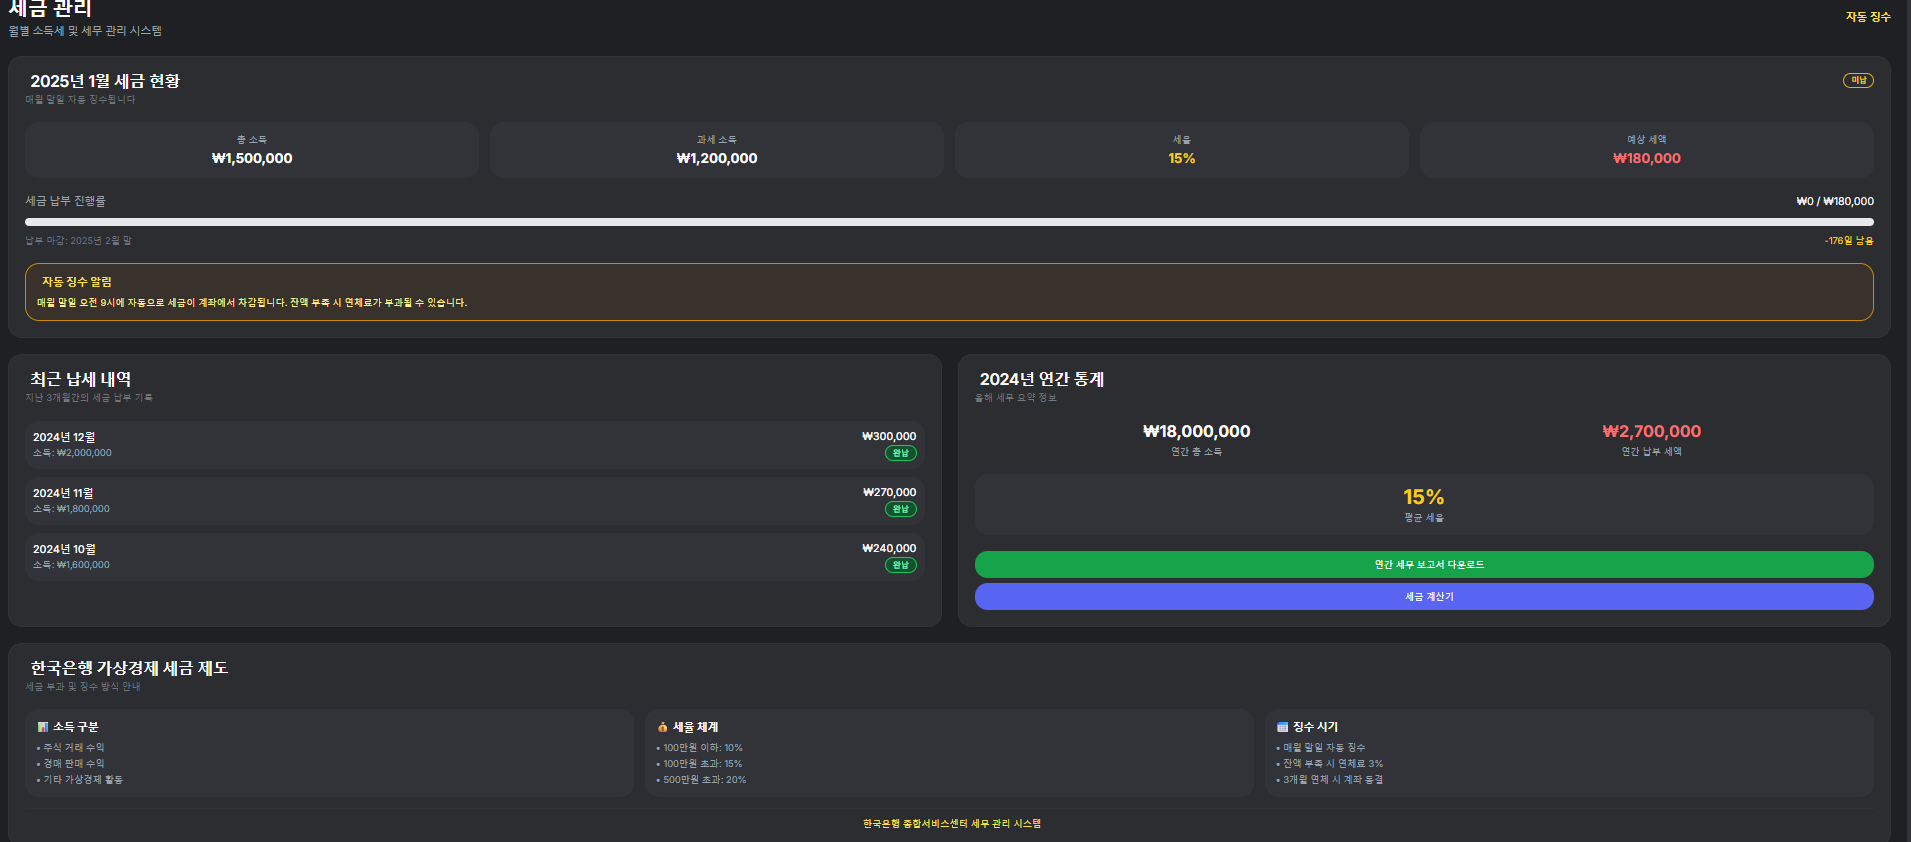 세금 관리
월별 소득세 및 세무 관리 시스템
자동 징수
2025년 1월 세금 현황
매월 말일 자동 징수됩니다
미납
총 소득
₩1,500,000
과세 소득
₩1,200,000
세율
15%
예상 세액
₩180,000
세금 납부 진행률
₩0 / ₩180,000
납부 마감: 2025년 2월 말
-176일 남음
자동 징수 알림
매월 말일 오전 9시에 자동으로 세금이 계좌에서 차감됩니다. 잔액 부족 시 연체료가 부과될 수 있습니다.
최근 납세 내역
지난 3개월간의 세금 납부 기록
2024년 12월
₩300,000
소득: ₩2,000,000
완납
2024년 11월
₩270,000
소득: ₩1,800,000
완납
2024년 10월
₩240,000
소득: ₩1,600,000
완납
2024년 연간 통계
올해 세무 요약 정보
₩18,000,000
연간 총 소득
₩2,700,000
연간 납부 세액
15%
평균 세율
연간 세무 보고서 다운로드
세금 계산기
한국은행 가상경제 세금 제도
세금 부과 및 징수 방식 안내
📊 소득 구분
• 주식 거래 수익
• 경매 판매 수익
• 기타 가상경제 활동
💰 세율 체계
• 100만원 이하: 10%
• 100만원 초과: 15%
• 500만원 초과: 20%
📅 징수 시기
• 매월 말일 자동 징수
• 잔액 부족 시 연체료 3%
• 3개월 연체 시 계좌 동결
한국은행 종합서비스센터 세무 관리 시스템